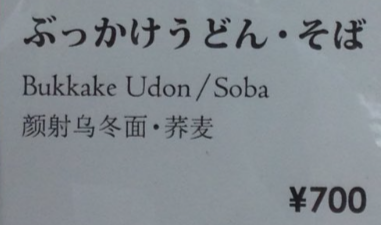 ぶっかけうどん・そば
Bukkake Udon/Soba
颜射乌冬面・荞麦
¥700